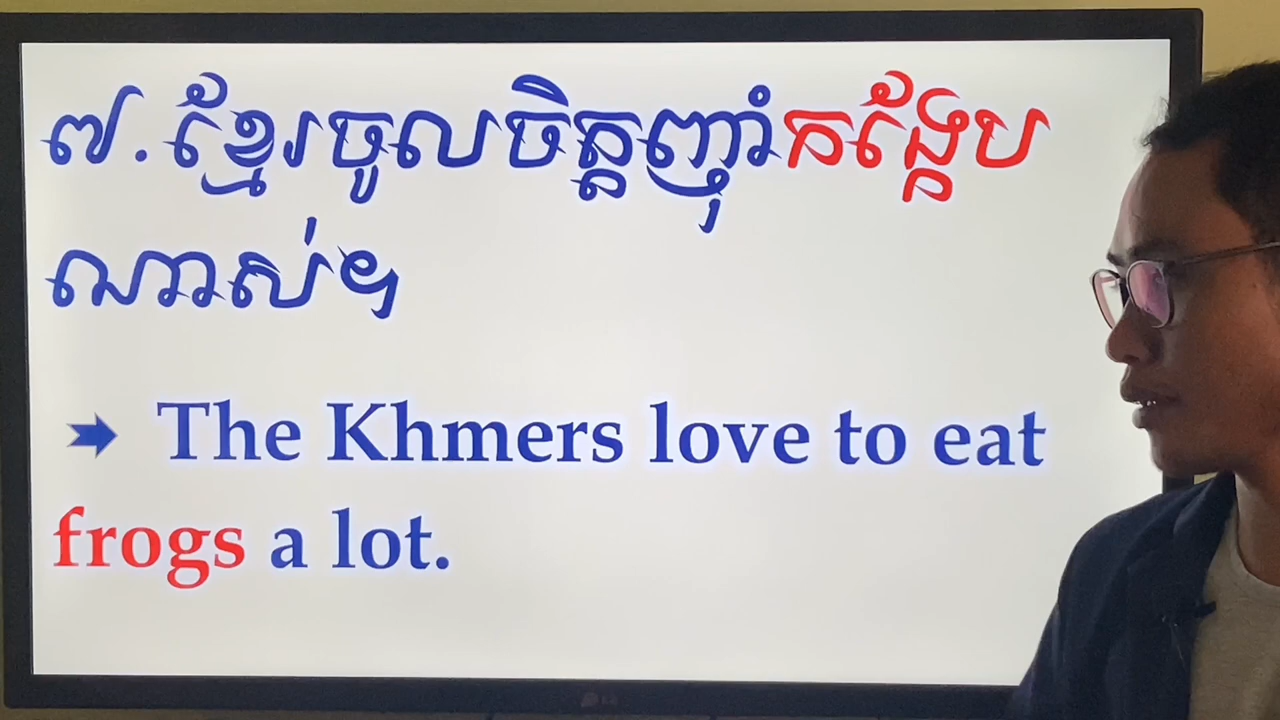 ៧.ខ្មែរចូលចិត្តញ៉ាំកង្កែប
ណាស់ៗ
The Khmers love to eat
frogs a lot.
LG